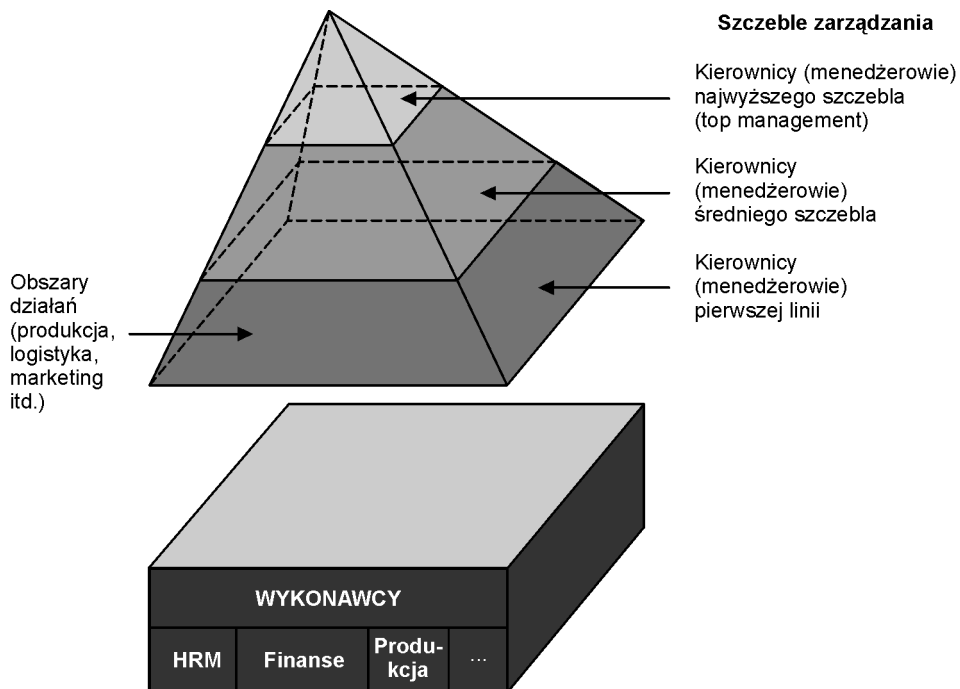 Szczeble zarządzania
Kierownicy (menedżerowie)
najwyższego szczebla
(top management)
Kierownicy
(menedżerowie)
średniego szczebla
Kierownicy
(menedżerowie)
pierwszej linii
Obszary
działań
(produkcja,
logistyka,
marketing
itd.)
WYKONAWCY
HRM
Finanse
Produ-
kcja
...